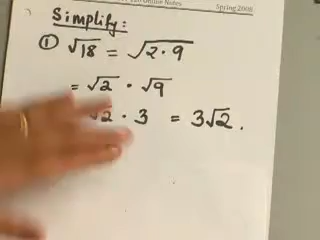 Spring 2008
Simplify:
① √18 = √2·9
= √2 · √9
√2 · 3 = 3√2.